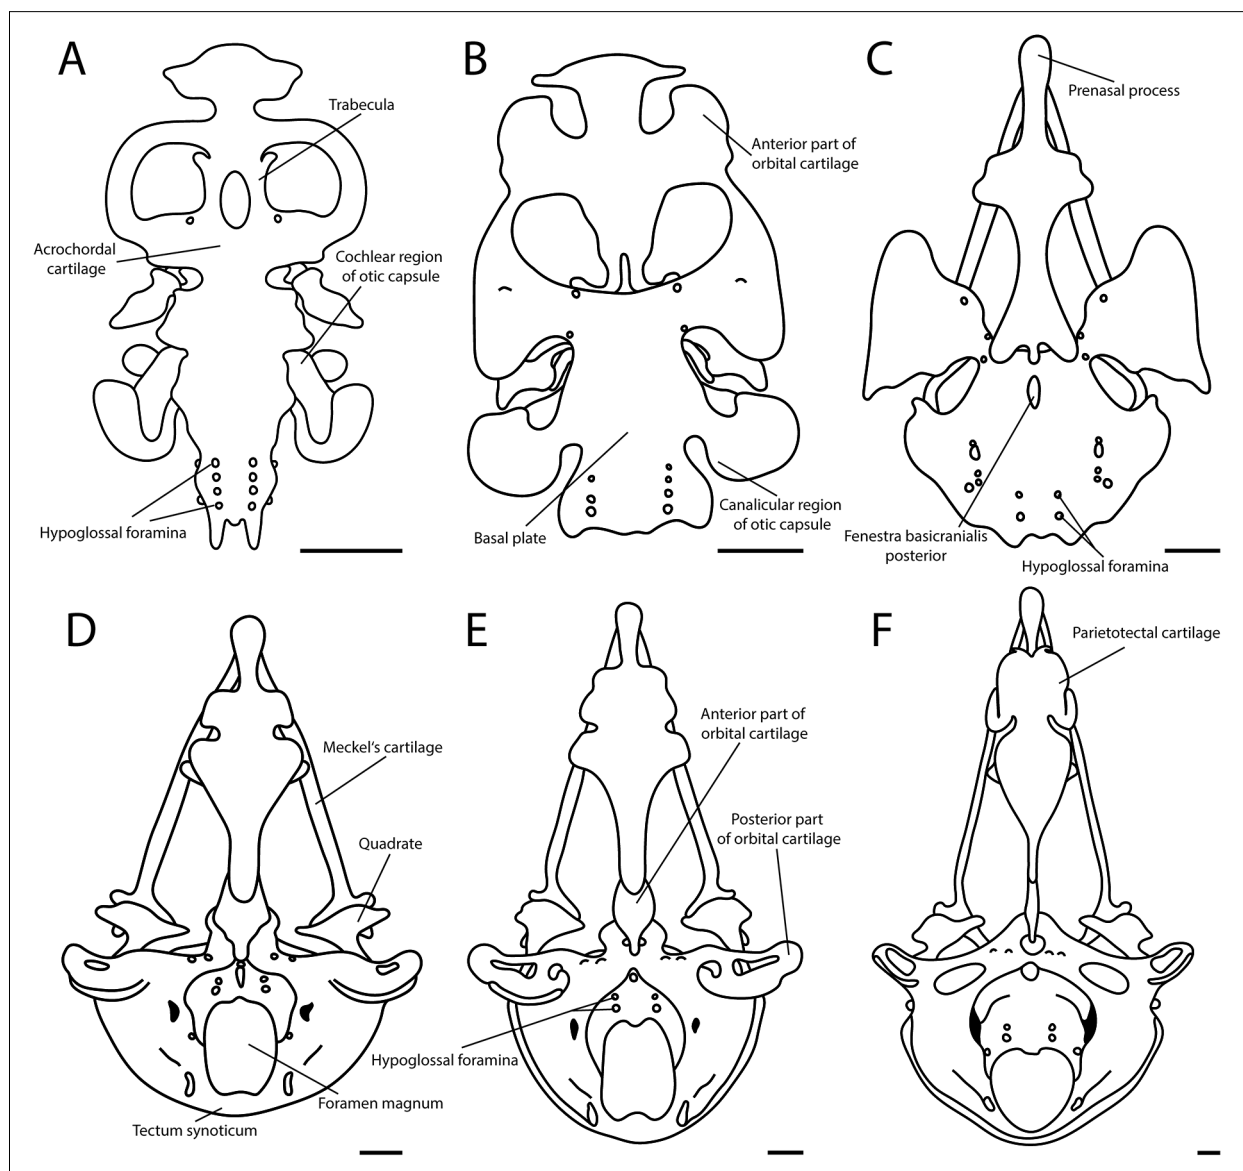 A
Trabecula
Acrochordal
cartilage
Cochlear region
of otic capsule
Hypoglossal foramina
B
Anterior part of
orbital cartilage
Basal plate
Canalicular region
of otic capsule
C
Prenasal process
Fenestra basicranialis
posterior
Hypoglossal foramina
D
Meckel's cartilage
Quadrate
Foramen magnum
Tectum synoticum
E
Anterior part of
orbital cartilage
Posterior part
of orbital cartilage
Hypoglossal foramina
F
Parietotectal cartilage